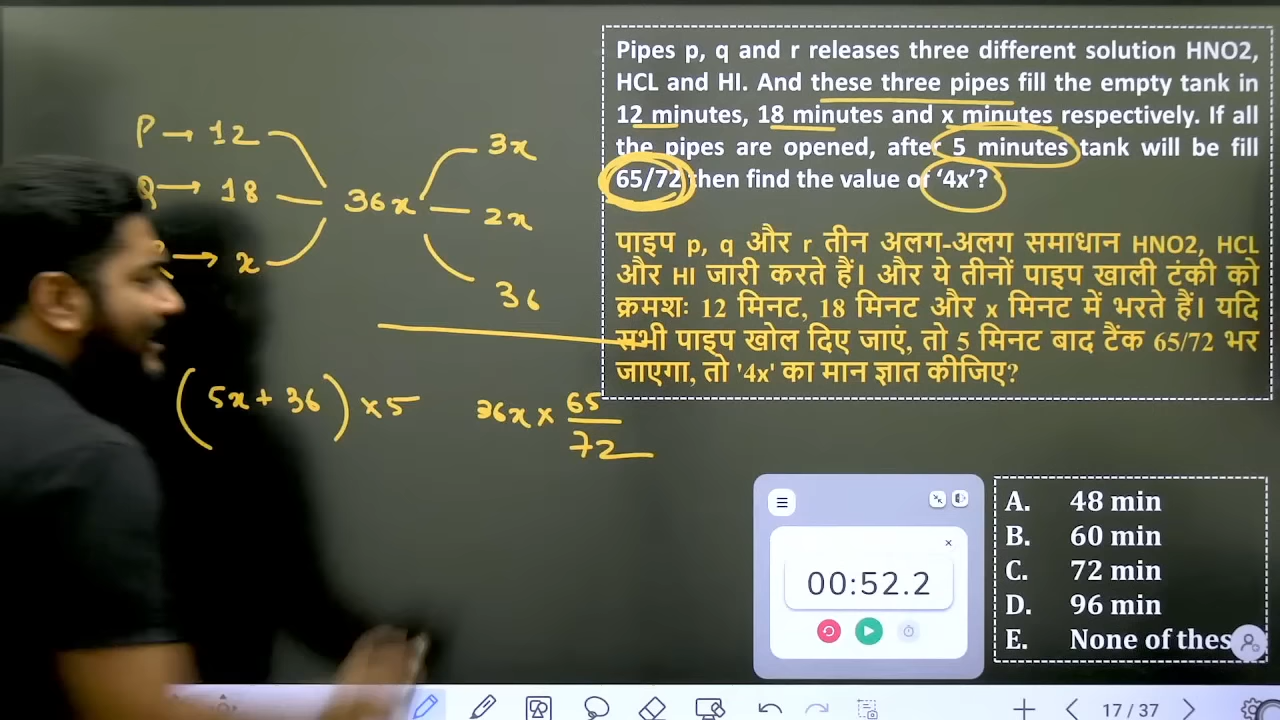 Pipes p, q and r releases three different solution HNO2,
HCL and HI. And these three pipes fill the empty tank in
12 minutes, 18 minutes and x minutes respectively. If all
the pipes are opened, after 5 minutes tank will be fill
65/72 then find the value of ‘4x’?
पाइप p, q और r तीन अलग-अलग समाधान HNO2, HCL
और HI जारी करते हैं। और ये तीनों पाइप खाली टंकी को
क्रमशः 12 मिनट, 18 मिनट और x मिनट में भरते हैं। यदि
सभी पाइप खोल दिए जाएं, तो 5 मिनट बाद टैंक 65/72 भर
जाएगा, तो '4x' का मान ज्ञात कीजिए?
P → 12
Q → 18
→ x
36x
3x
2x
36
(5x + 36) × 5
36x × 65/72
00:52.2
A. 48 min
B. 60 min
C. 72 min
D. 96 min
E. None of thes
17 / 37